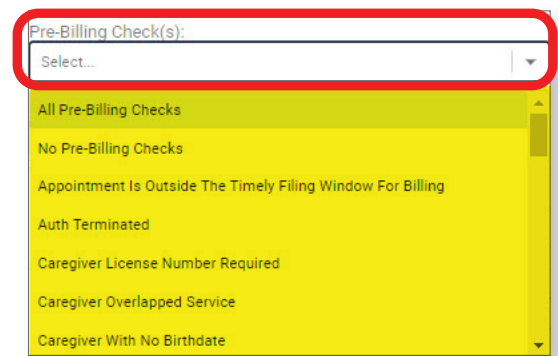 Pre-Billing Check(s):
Select...
All Pre-Billing Checks
No Pre-Billing Checks
Appointment Is Outside The Timely Filing Window For Billing
Auth Terminated
Caregiver License Number Required
Caregiver Overlapped Service
Caregiver With No Birthdate